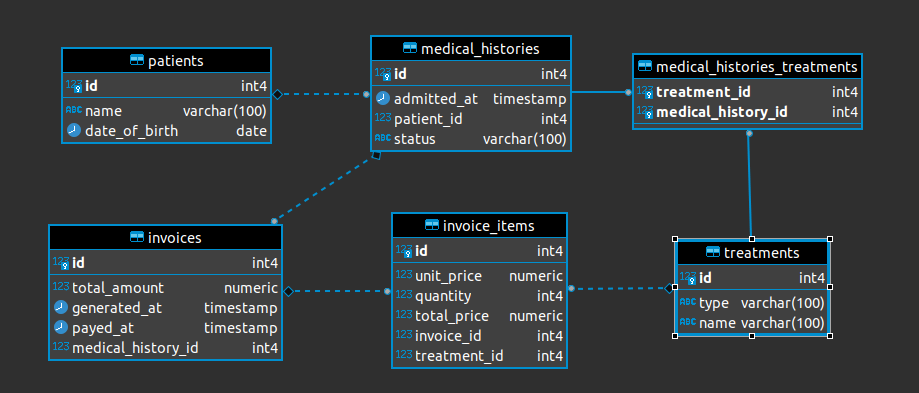 patients
123 id int4
ABC name varchar(100)
date_of_birth date
medical_histories
123 id int4
admitted_at timestamp
123 patient_id int4
ABC status varchar(100)
medical_histories_treatments
123 treatment_id int4
123 medical_history_id int4
invoices
123 id int4
123 total_amount numeric
generated_at timestamp
payed_at timestamp
123 medical_history_id int4
invoice_items
123 id int4
123 unit_price numeric
123 quantity int4
123 total_price numeric
123 invoice_id int4
123 treatment_id int4
treatments
123 id int4
ABC type varchar(100)
ABC name varchar(100)